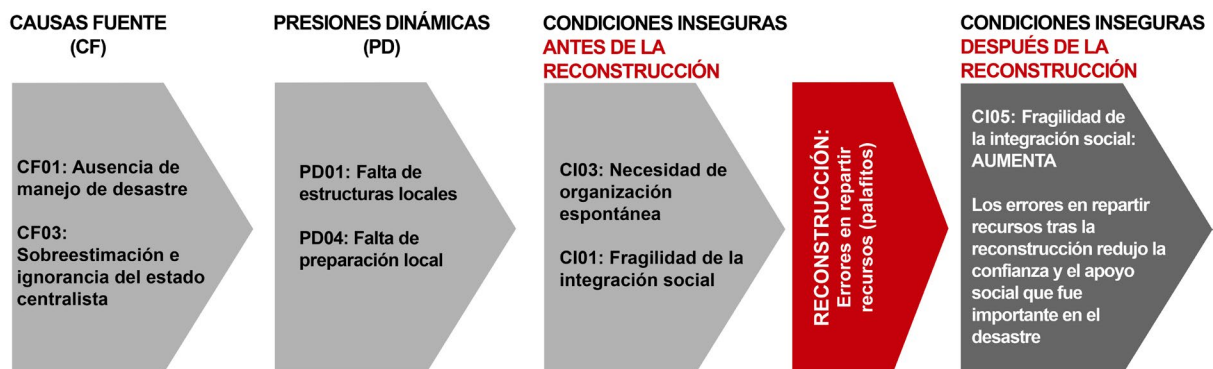 CAUSAS FUENTE
(CF)
CF01: Ausencia de
manejo de desastre
CF03:
Sobreestimación e
ignorancia del estado
centralista
PRESIONES DINÁMICAS
(PD)
PD01: Falta de
estructuras locales
PD04: Falta de
preparación local
CONDICIONES INSEGURAS
ANTES DE LA
RECONSTRUCCIÓN
CI03: Necesidad de
organización
espontánea
CI01: Fragilidad de la
integración social
RECONSTRUCCIÓN:
Errores en repartir
recursos (palafitos)
CONDICIONES INSEGURAS
DESPUÉS DE LA
RECONSTRUCCIÓN
CI05: Fragilidad de
la integración social:
AUMENTA
Los errores en repartir
recursos tras la
reconstrucción redujo la
confianza y el apoyo
social que fue
importante en el
desastre